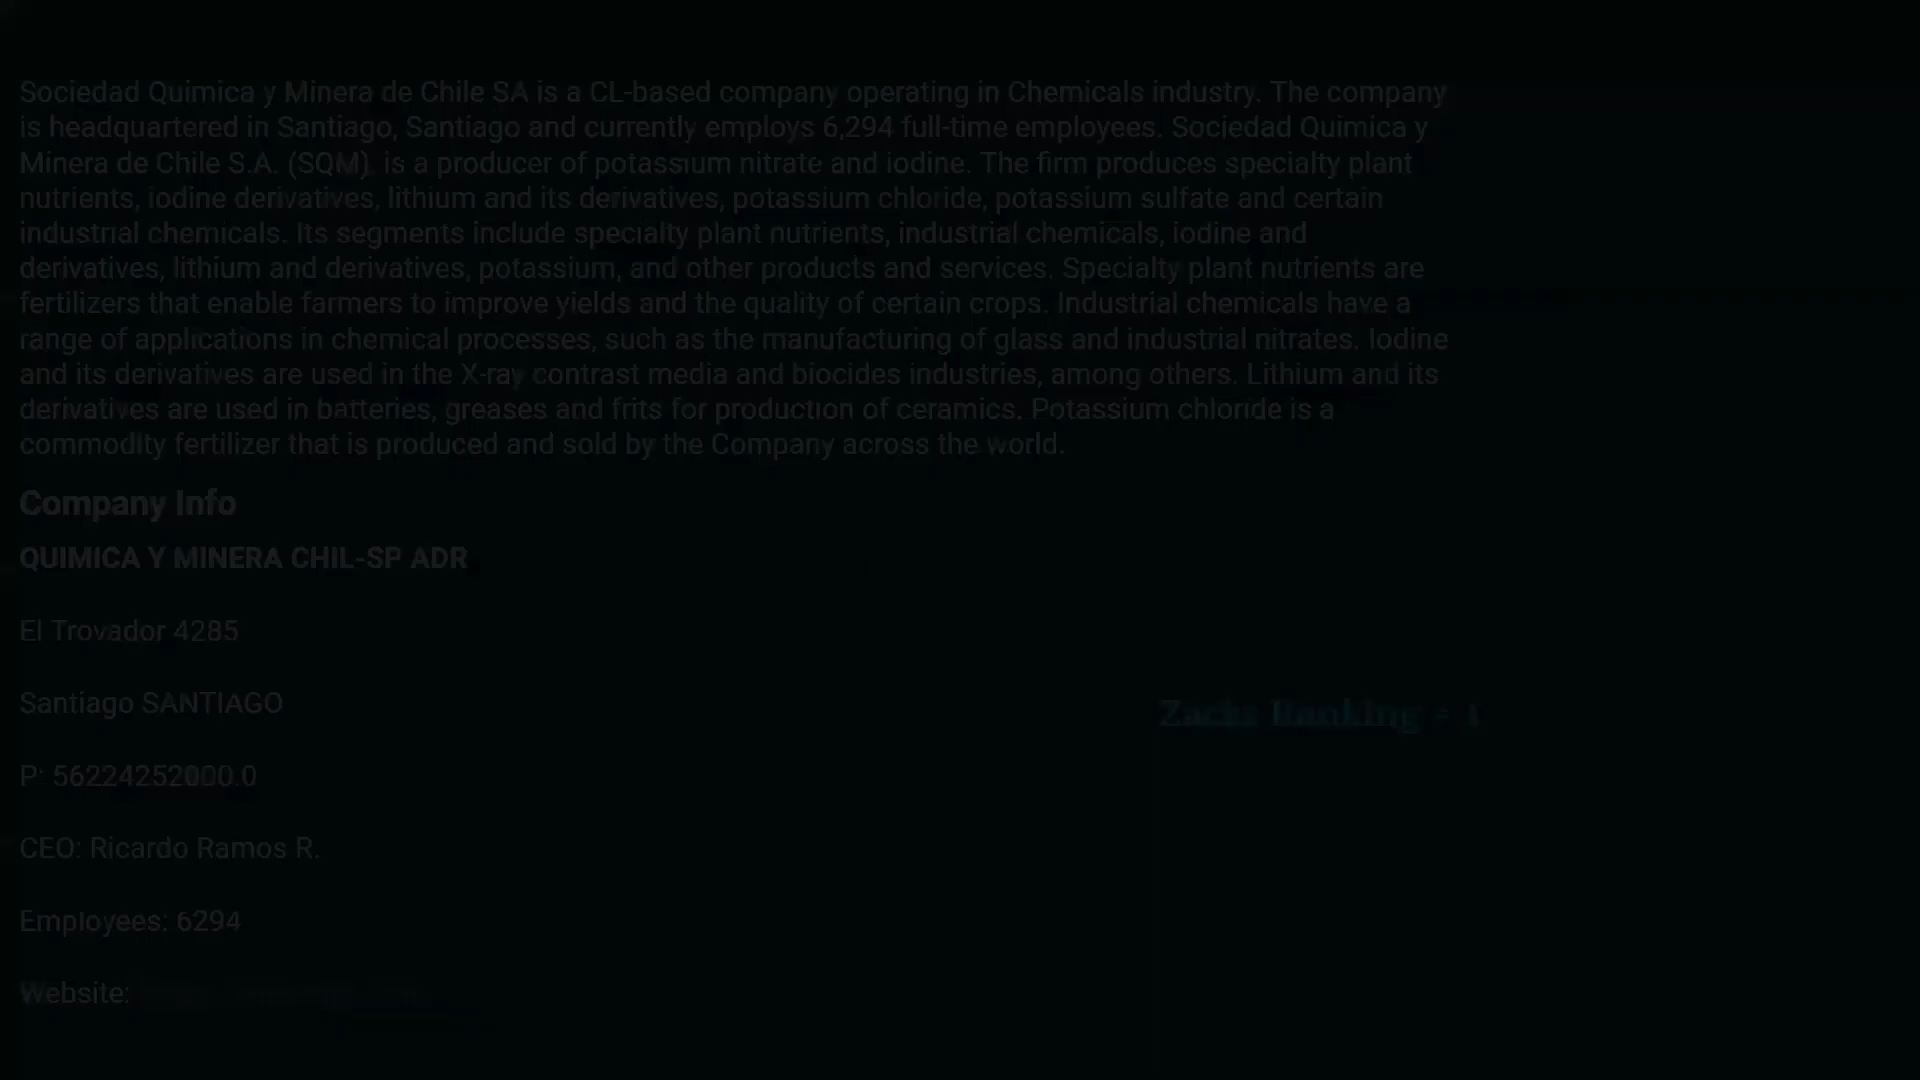 Sociedad Quimica y Minera de Chile SA is a CL-based company operating in Chemicals industry. The company
is headquartered in Santiago, Santiago and currently employs 6,294 full-time employees. Sociedad Quimica y
Minera de Chile S.A. (SQM), is a producer of potassium nitrate and iodine. The firm produces specialty plant
nutrients, iodine derivatives, lithium and its derivatives, potassium chloride, potassium sulfate and certain
industrial chemicals. Its segments include specialty plant nutrients, industrial chemicals, iodine and
derivatives, lithium and derivatives, potassium, and other products and services. Specialty plant nutrients are
fertilizers that enable farmers to improve yields and the quality of certain crops. Industrial chemicals have a
range of applications in chemical processes, such as the manufacturing of glass and industrial nitrates. Iodine
and its derivatives are used in the X-ray contrast media and biocides industries, among others. Lithium and its
derivatives are used in batteries, greases and frits for production of ceramics. Potassium chloride is a
commodity fertilizer that is produced and sold by the Company across the world.
Company Info
QUIMICA Y MINERA CHIL-SP ADR
El Trovador 4285
Santiago SANTIAGO
Zacks Ranking = 1
P: 56224252000.0
CEO: Ricardo Ramos R.
Employees: 6294
Website: